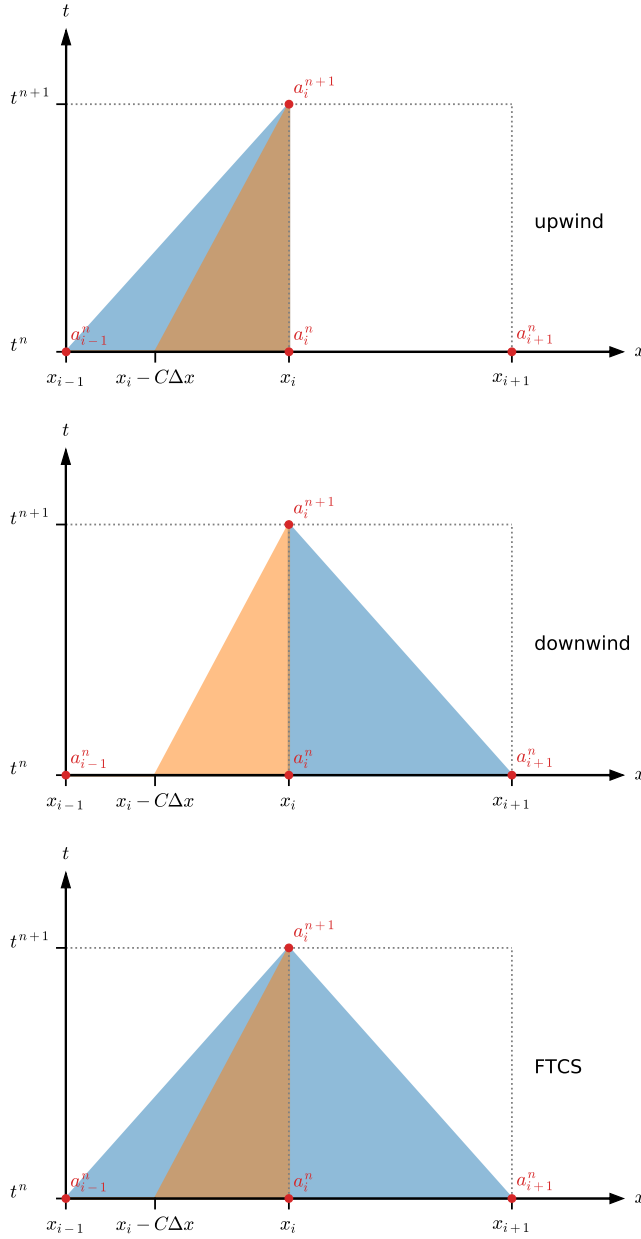 t
t^{n+1}
a_i^{n+1}
upwind
a_{i-1}^n
a_i^n
a_{i+1}^n
t^n
x
x_{i-1}
x_i - CΔx
x_i
x_{i+1}
t
t^{n+1}
a_i^{n+1}
downwind
a_{i-1}^n
a_i^n
a_{i+1}^n
t^n
x
x_{i-1}
x_i - CΔx
x_i
x_{i+1}
t
t^{n+1}
a_i^{n+1}
FTCS
a_{i-1}^n
a_i^n
a_{i+1}^n
t^n
x
x_{i-1}
x_i - CΔx
x_i
x_{i+1}